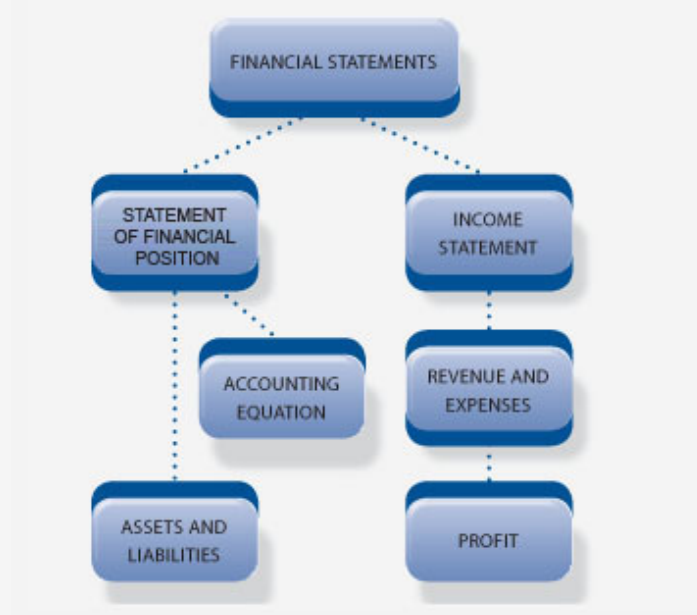 FINANCIAL STATEMENTS
STATEMENT
OF FINANCIAL
POSITION
INCOME
STATEMENT
ACCOUNTING
EQUATION
REVENUE AND
EXPENSES
ASSETS AND
LIABILITIES
PROFIT